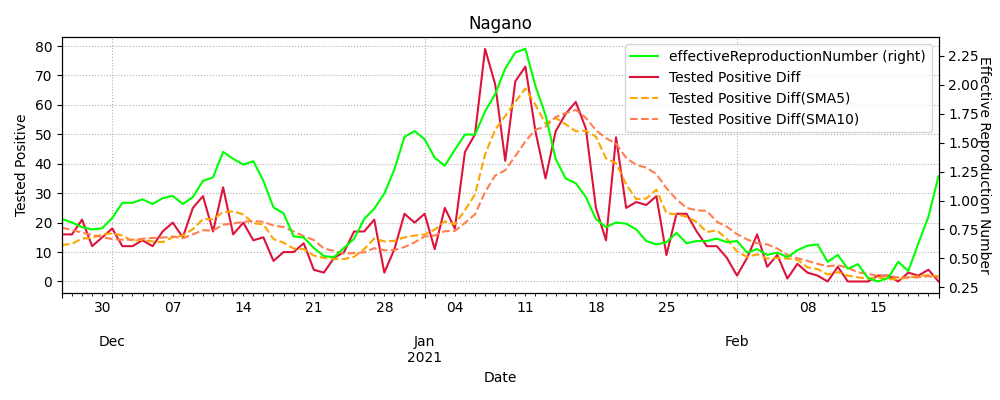 Nagano
effectiveReproductionNumber (right)
Tested Positive Diff
Tested Positive Diff(SMA5)
Tested Positive Diff(SMA10)
Tested Positive
80
70
60
50
40
30
20
10
0
2.25
2.00
1.75
1.50
1.25
1.00
0.75
0.50
0.25
Effective Reproduction Number
30 07 14 21 28 04 11 18 25 08 15
Dec Jan Feb
2021
Date